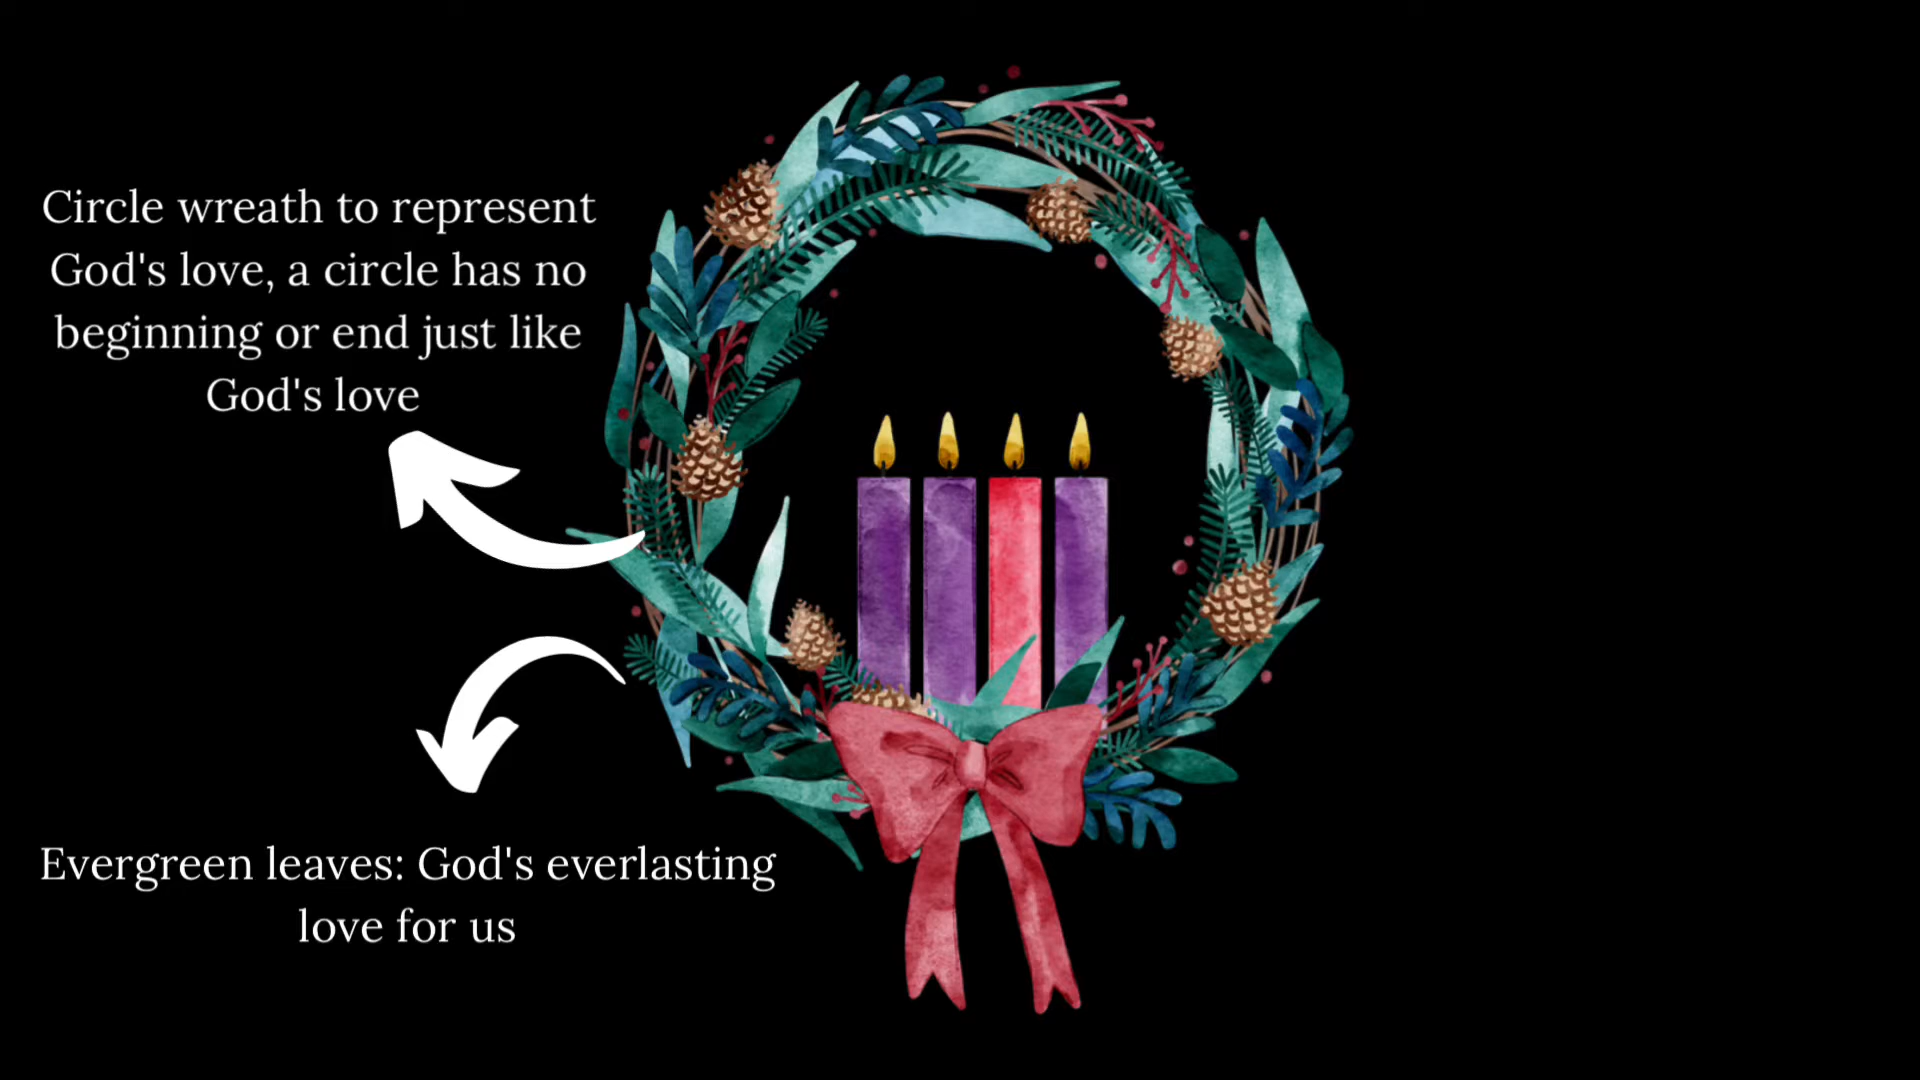 Circle wreath to represent
God's love, a circle has no
beginning or end just like
God's love
Evergreen leaves: God's everlasting
love for us